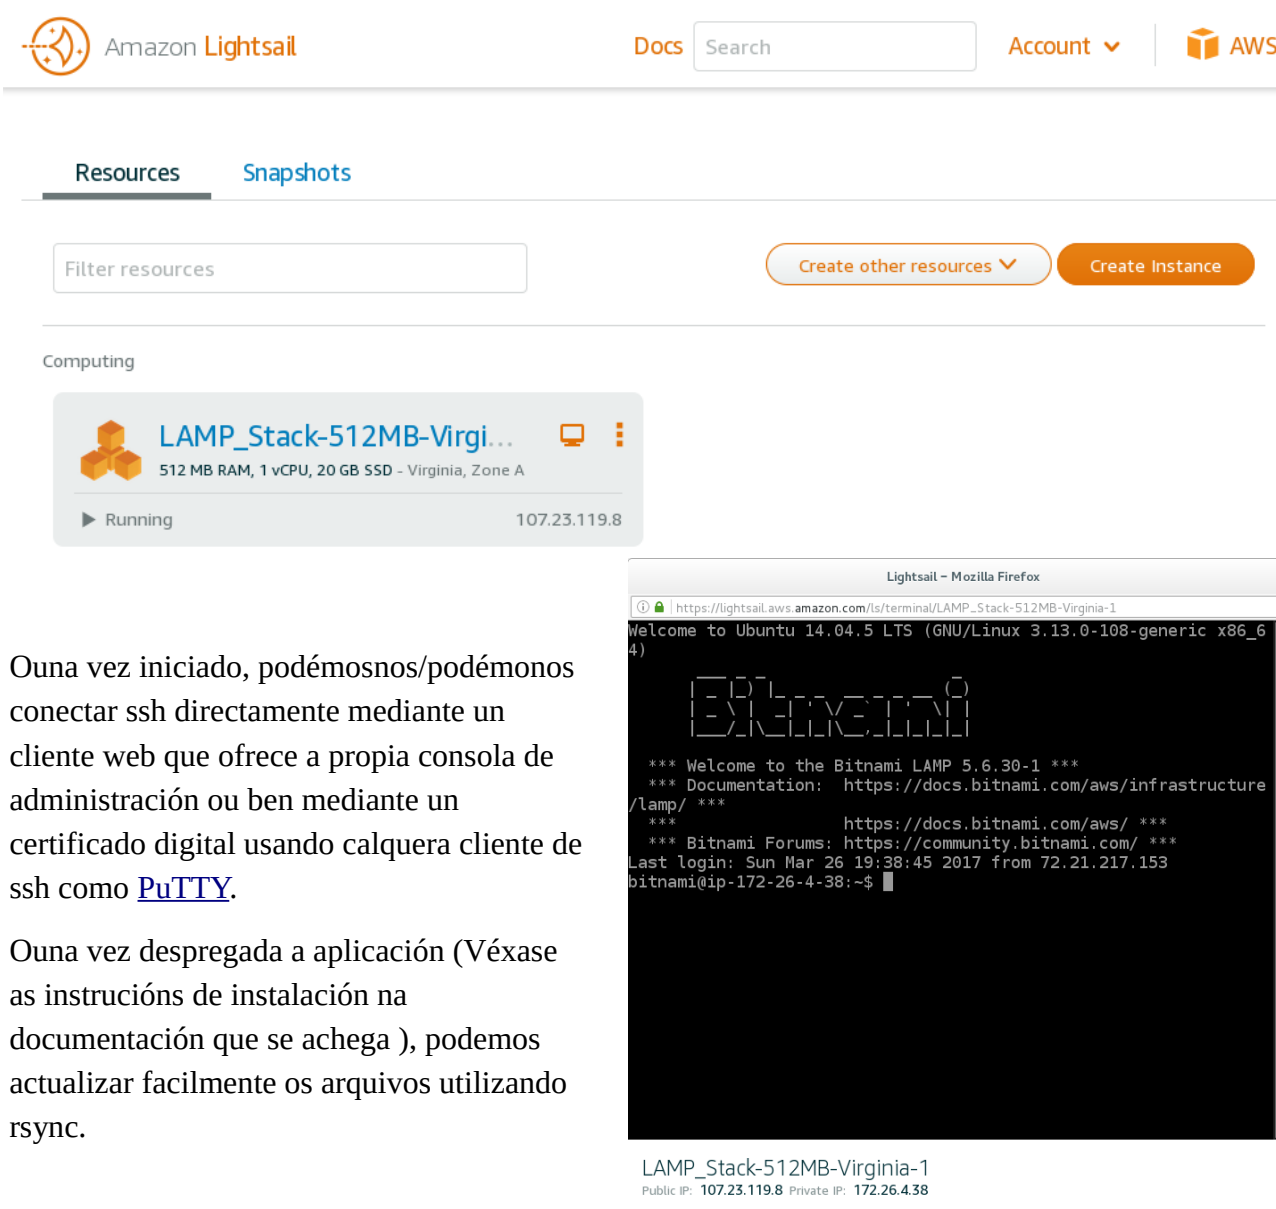 Amazon Lightsail
Docs
Search
Account
AWS
Resources
Snapshots
Filter resources
Create other resources
Create Instance
Computing
LAMP_Stack-512MB-Virgi...
512 MB RAM, 1 vCPU, 20 GB SSD - Virginia, Zone A
Running
107.23.119.8
Ouna vez iniciado, podémosnos/podémonos
conectar ssh directamente mediante un
cliente web que ofrece a propia consola de
administración ou ben mediante un
certificado digital usando calquera cliente de
ssh como PuTTY.
Ouna vez despregada a aplicación (Véxase
as instrucións de instalación na
documentación que se achega ), podemos
actualizar facilmente os arquivos utilizando
rsync.
Lightsail – Mozilla Firefox
https://lightsail.aws.amazon.com/ls/terminal/LAMP_Stack-512MB-Virginia-1
Welcome to Ubuntu 14.04.5 LTS (GNU/Linux 3.13.0-108-generic x86_6
4)
Bitnami
*** Welcome to the Bitnami LAMP 5.6.30-1 ***
*** Documentation: https://docs.bitnami.com/aws/infrastructure
/lamp/ ***
*** https://docs.bitnami.com/aws/ ***
*** Bitnami Forums: https://community.bitnami.com/ ***
Last login: Sun Mar 26 19:38:45 2017 from 72.21.217.153
bitnami@ip-172-26-4-38:~$
LAMP_Stack-512MB-Virginia-1
Public IP: 107.23.119.8 Private IP: 172.26.4.38